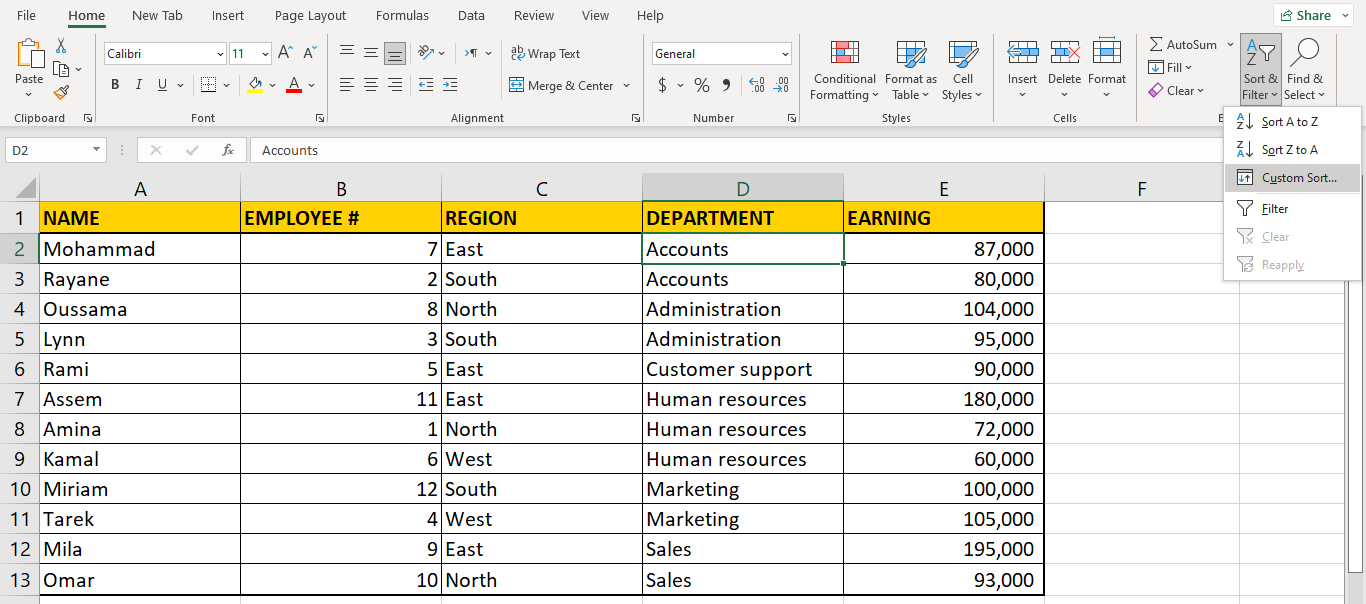 File Home New Tab Insert Page Layout Formulas Data Review View Help Share
Calibri 11 A A ab Wrap Text General AutoSum
Paste B I U A Merge & Center $ % Conditional Formatting Format as Table Cell Styles Insert Delete Format Fill Clear Sort & Filter Find & Select
Clipboard Font Alignment Number Styles Cells E
Sort A to Z
Sort Z to A
Custom Sort...
Filter
Clear
Reapply
D2 fx Accounts
A B C D E F
1 NAME EMPLOYEE # REGION DEPARTMENT EARNING
2 Mohammad 7 East Accounts 87,000
3 Rayane 2 South Accounts 80,000
4 Oussama 8 North Administration 104,000
5 Lynn 3 South Administration 95,000
6 Rami 5 East Customer support 90,000
7 Assem 11 East Human resources 180,000
8 Amina 1 North Human resources 72,000
9 Kamal 6 West Human resources 60,000
10 Miriam 12 South Marketing 100,000
11 Tarek 4 West Marketing 105,000
12 Mila 9 East Sales 195,000
13 Omar 10 North Sales 93,000